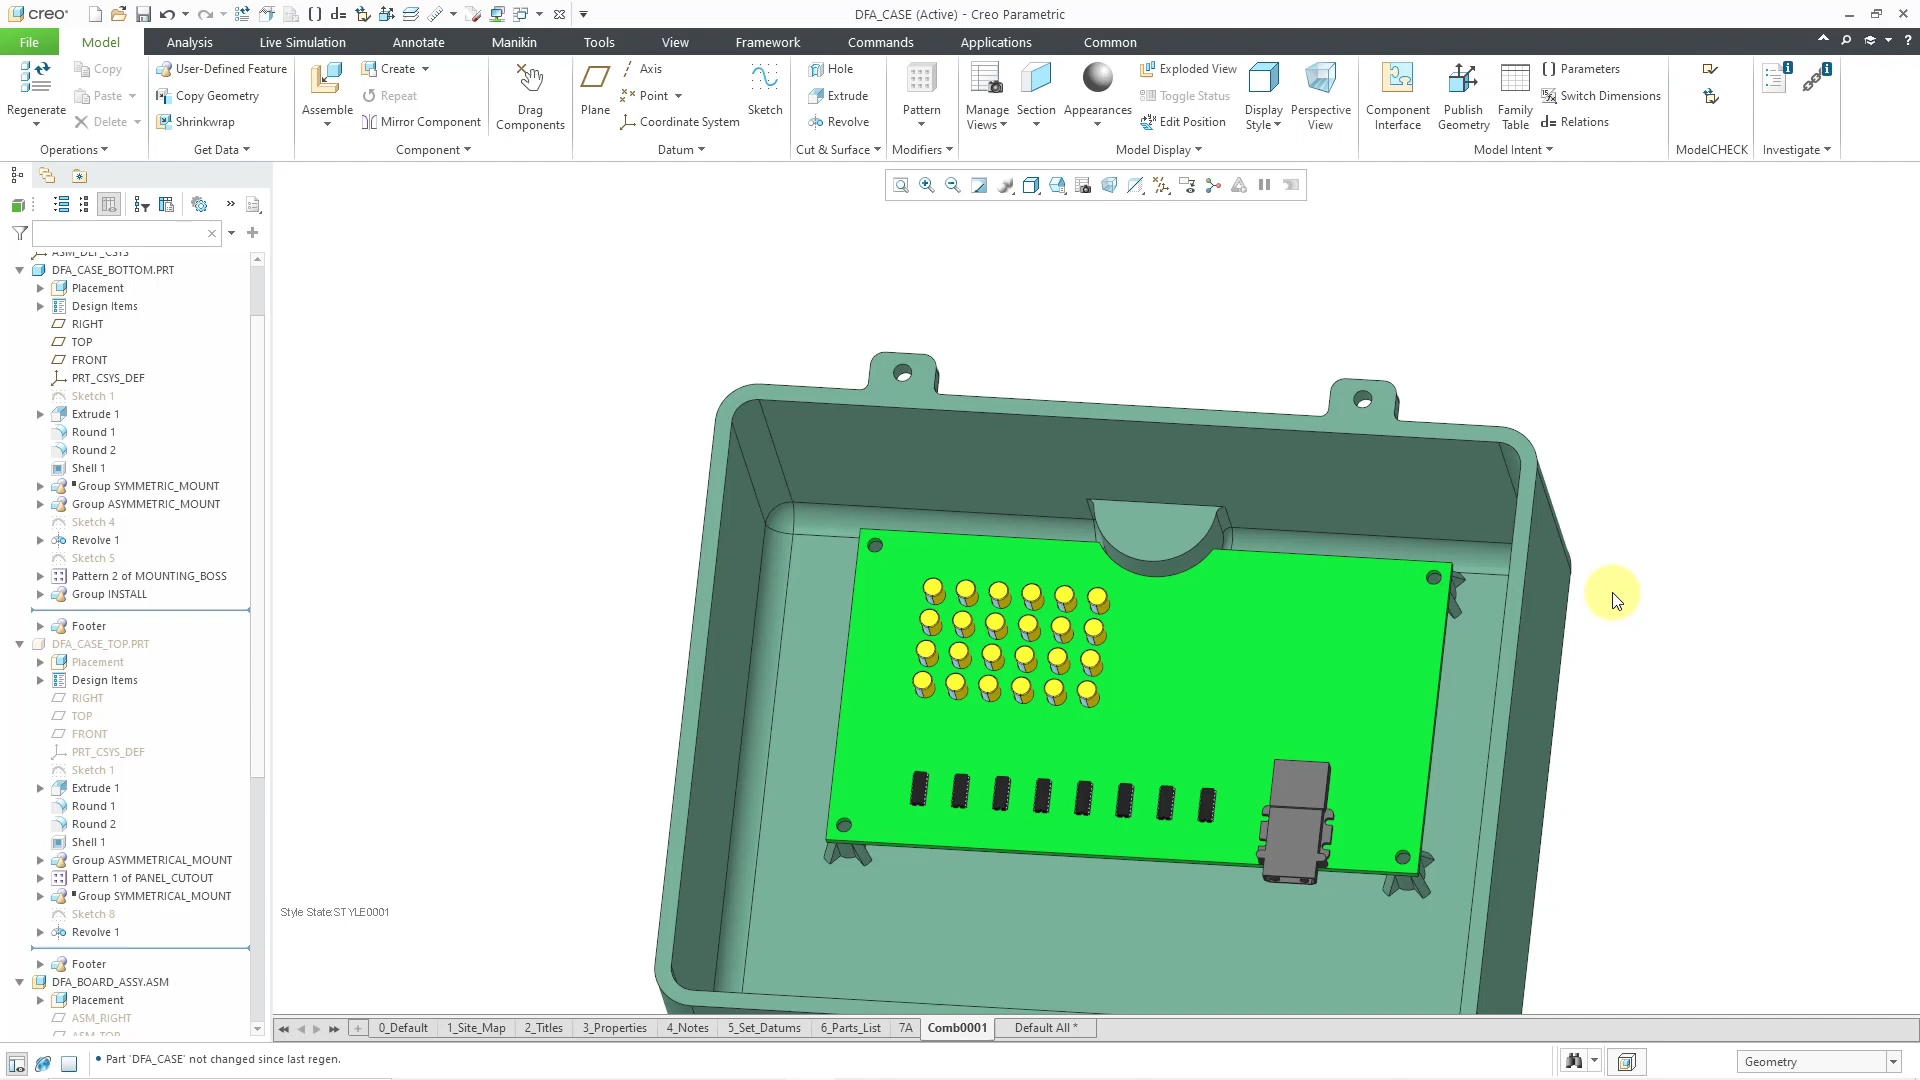 creo
DFA_CASE (Active) - Creo Parametric
File
Model
Analysis
Live Simulation
Annotate
Manikin
Tools
View
Framework
Commands
Applications
Common
Regenerate
Copy
Paste
Delete
Operations
User-Defined Feature
Copy Geometry
Shrinkwrap
Get Data
Assemble
Create
Repeat
Mirror Component
Component
Drag Components
Plane
Axis
Point
Coordinate System
Sketch
Datum
Hole
Extrude
Revolve
Cut & Surface
Pattern
Modifiers
Manage Views
Section
Appearances
Exploded View
Toggle Status
Edit Position
Display Style
Perspective View
Model Display
Component Interface
Publish Geometry
Family Table
Parameters
Switch Dimensions
d= Relations
Model Intent
ModelCHECK
Investigate
ASM_DEF_CSYS
DFA_CASE_BOTTOM.PRT
Placement
Design Items
RIGHT
TOP
FRONT
PRT_CSYS_DEF
Sketch 1
Extrude 1
Round 1
Round 2
Shell 1
Group SYMMETRIC_MOUNT
Group ASYMMETRIC_MOUNT
Sketch 4
Revolve 1
Sketch 5
Pattern 2 of MOUNTING_BOSS
Group INSTALL
Footer
DFA_CASE_TOP.PRT
Placement
Design Items
RIGHT
TOP
FRONT
PRT_CSYS_DEF
Sketch 1
Extrude 1
Round 1
Round 2
Shell 1
Group ASYMMETRICAL_MOUNT
Pattern 1 of PANEL_CUTOUT
Group SYMMETRICAL_MOUNT
Sketch 8
Revolve 1
Footer
DFA_BOARD_ASSY.ASM
Placement
ASM_RIGHT
ASM_TOP
Style State:STYLE0001
0_Default
1_Site_Map
2_Titles
3_Properties
4_Notes
5_Set_Datums
6_Parts_List
7A
Comb0001
Default All *
• Part 'DFA_CASE' not changed since last regen.
Geometry